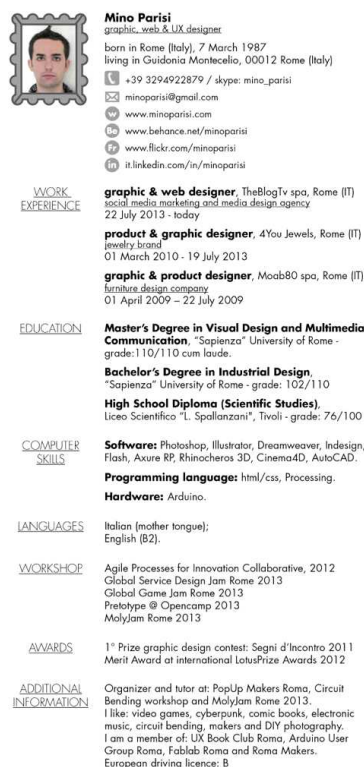 Mino Parisi
graphic, web & UX designer
born in Rome (Italy), 7 March 1987
living in Guidonia Montecelio, 00012 Rome (Italy)
+39 3294922879 / skype: mino_parisi
minoparisi@gmail.com
w www.minoparisi.com
Be www.behance.net/minoparisi
Fr www.flickr.com/minoparisi
in it.linkedin.com/in/minoparisi
WORK EXPERIENCE
graphic & web designer, TheBlogTv spa, Rome (IT)
social media marketing and media design agency
22 July 2013 - today
product & graphic designer, 4You Jewels, Rome (IT)
jewelry brand
01 March 2010 - 19 July 2013
graphic & product designer, Moab80 spa, Rome (IT)
furniture design company
01 April 2009 – 22 July 2009
EDUCATION
Master's Degree in Visual Design and Multimedia
Communication, "Sapienza" University of Rome -
grade:110/110 cum laude.
Bachelor's Degree in Industrial Design,
"Sapienza" University of Rome - grade: 102/110
High School Diploma (Scientific Studies),
Liceo Scientifico "L. Spallanzani", Tivoli - grade: 76/100
COMPUTER SKILLS
Software: Photoshop, Illustrator, Dreamweaver, Indesign,
Flash, Axure RP, Rhinocheros 3D, Cinema4D, AutoCAD.
Programming language: html/css, Processing.
Hardware: Arduino.
LANGUAGES
Italian (mother tongue);
English (B2).
WORKSHOP
Agile Processes for Innovation Collaborative, 2012
Global Service Design Jam Rome 2013
Global Game Jam Rome 2013
Pretotype @ Opencamp 2013
MolyJam Rome 2013
AWARDS
1° Prize graphic design contest: Segni d'Incontro 2011
Merit Award at international LotusPrize Awards 2012
ADDITIONAL INFORMATION
Organizer and tutor at: PopUp Makers Roma, Circuit
Bending workshop and MolyJam Rome 2013.
I like: video games, cyberpunk, comic books, electronic
music, circuit bending, makers and DIY photography.
I am a member of: UX Book Club Roma, Arduino User
Group Roma, Fablab Roma and Roma Makers.
European driving licence: B